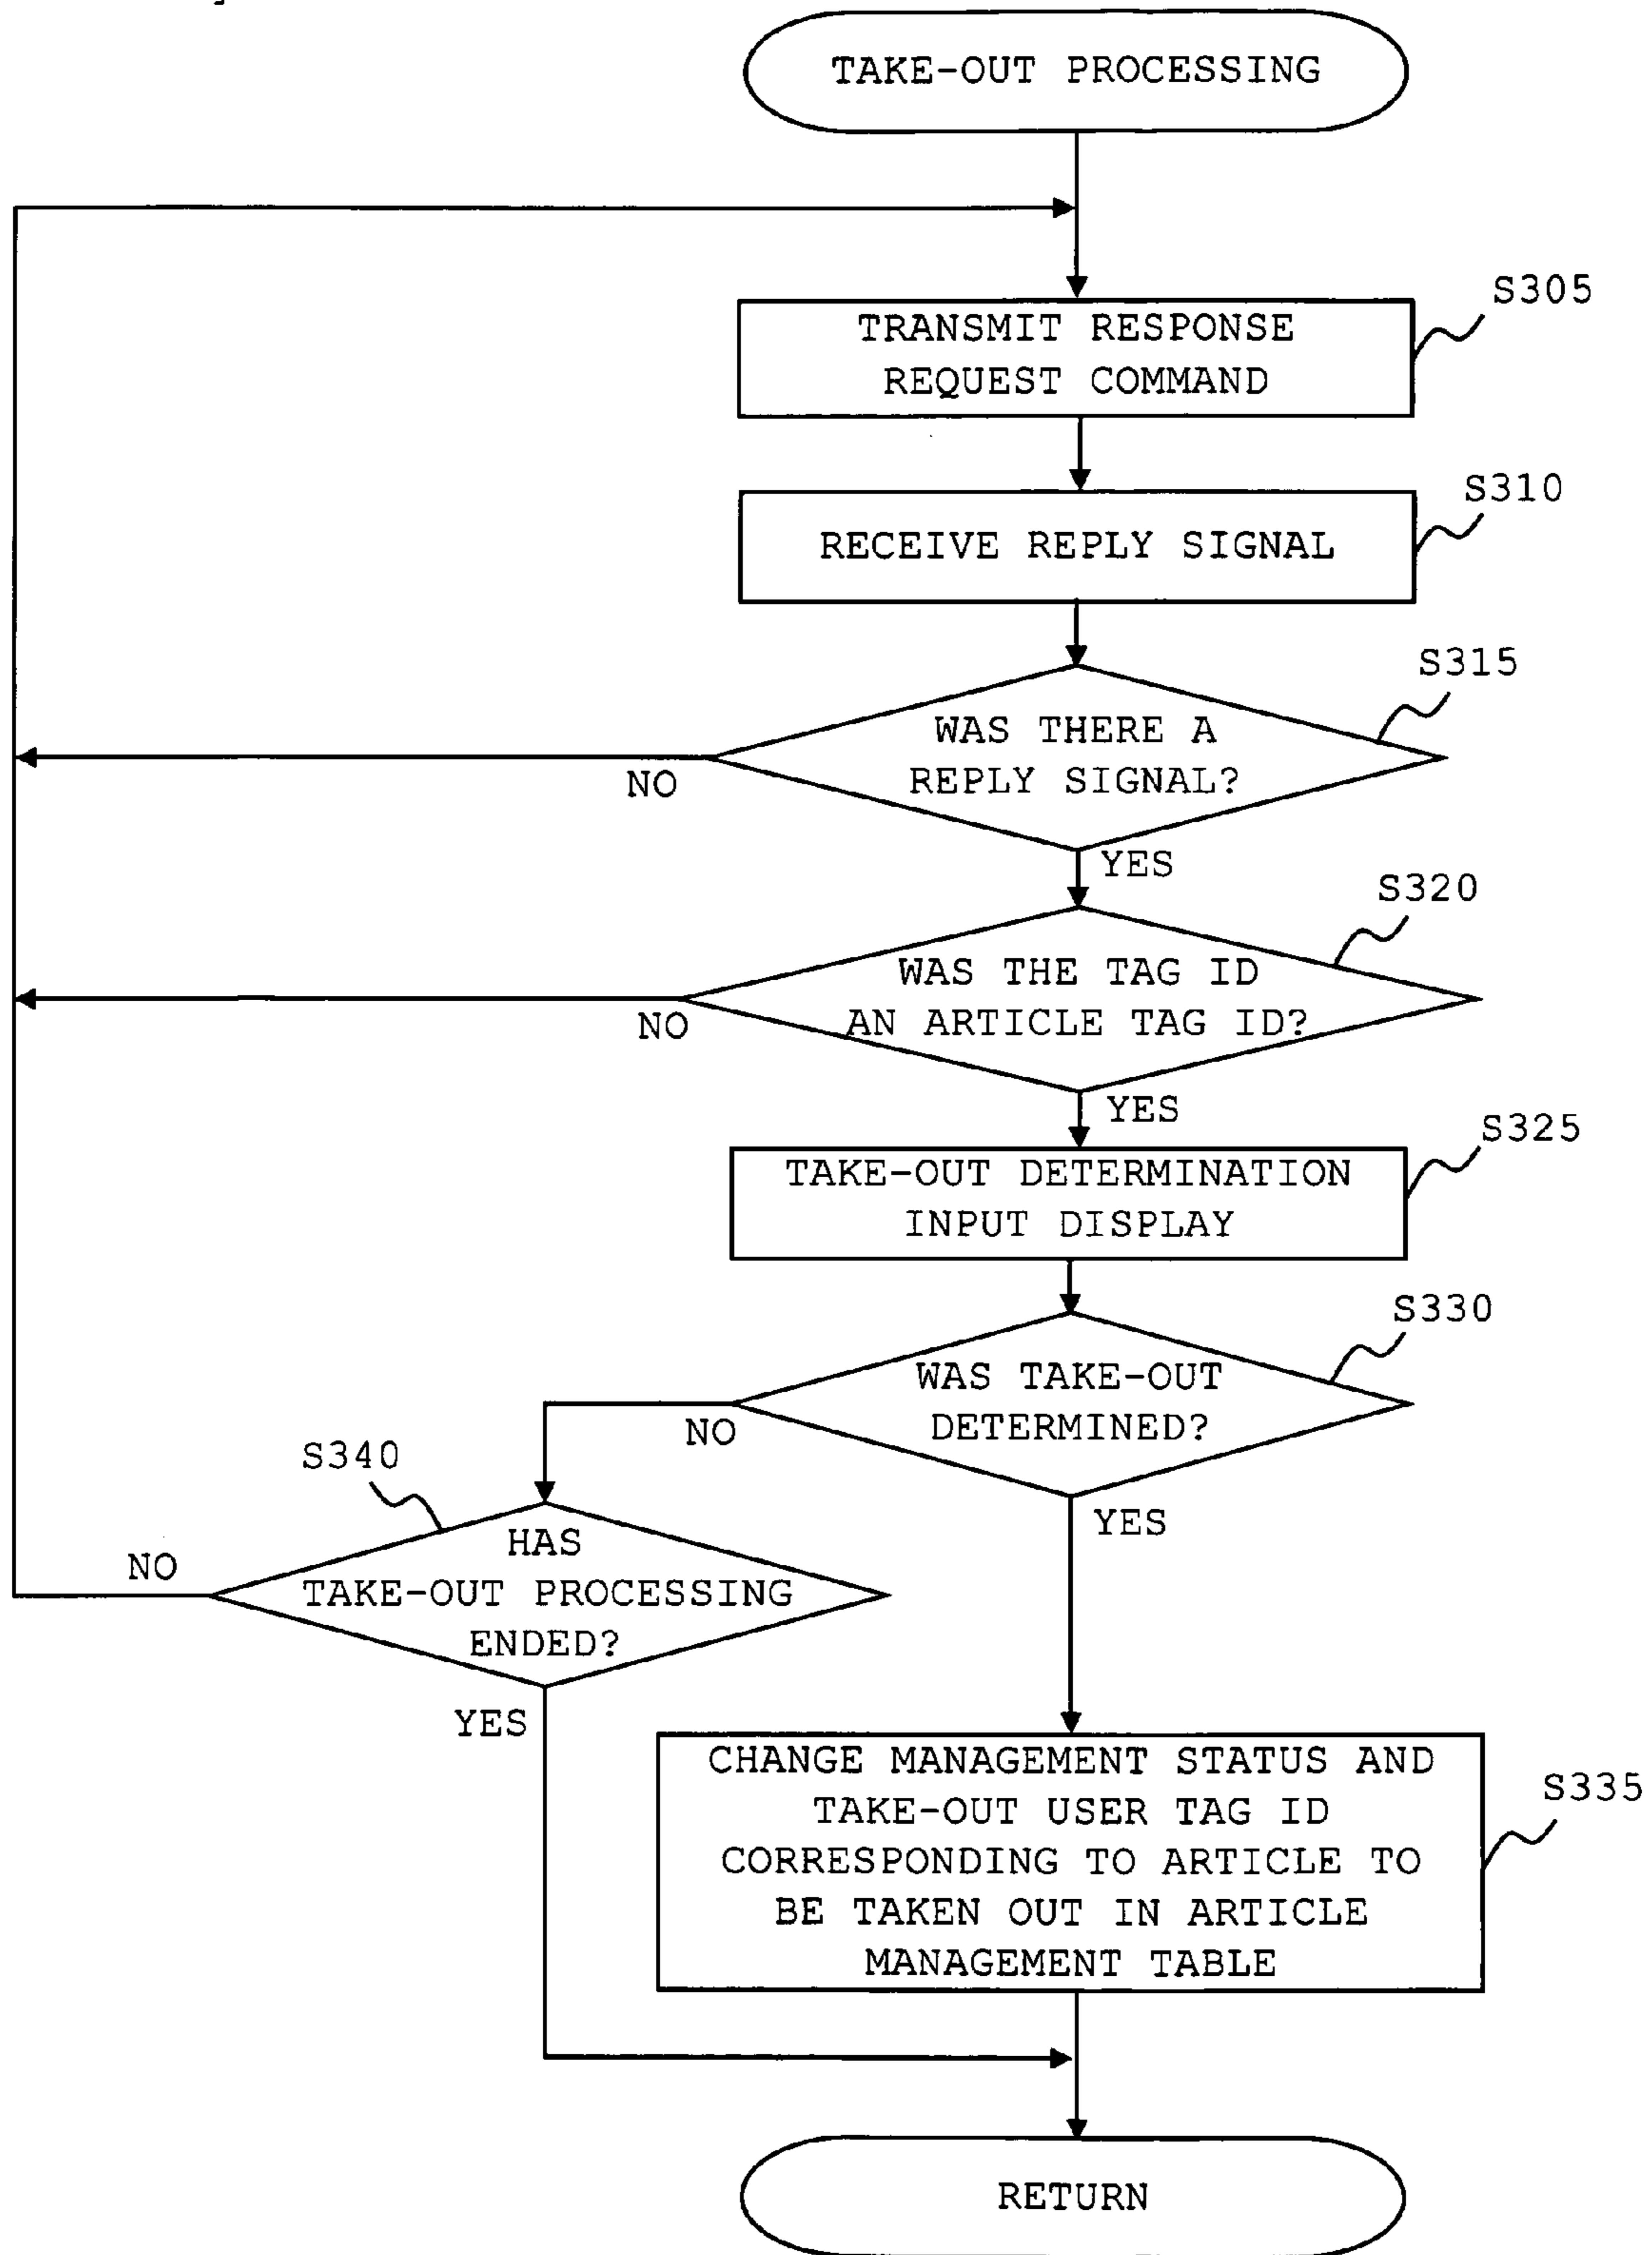 TAKE-OUT PROCESSING
S305
TRANSMIT RESPONSE
REQUEST COMMAND
S310
RECEIVE REPLY SIGNAL
S315
WAS THERE A
REPLY SIGNAL?
NO
YES
S320
WAS THE TAG ID
AN ARTICLE TAG ID?
NO
YES
S325
TAKE-OUT DETERMINATION
INPUT DISPLAY
S330
WAS TAKE-OUT
DETERMINED?
NO
YES
S340
HAS
TAKE-OUT PROCESSING
ENDED?
NO
YES
S335
CHANGE MANAGEMENT STATUS AND
TAKE-OUT USER TAG ID
CORRESPONDING TO ARTICLE TO
BE TAKEN OUT IN ARTICLE
MANAGEMENT TABLE
RETURN